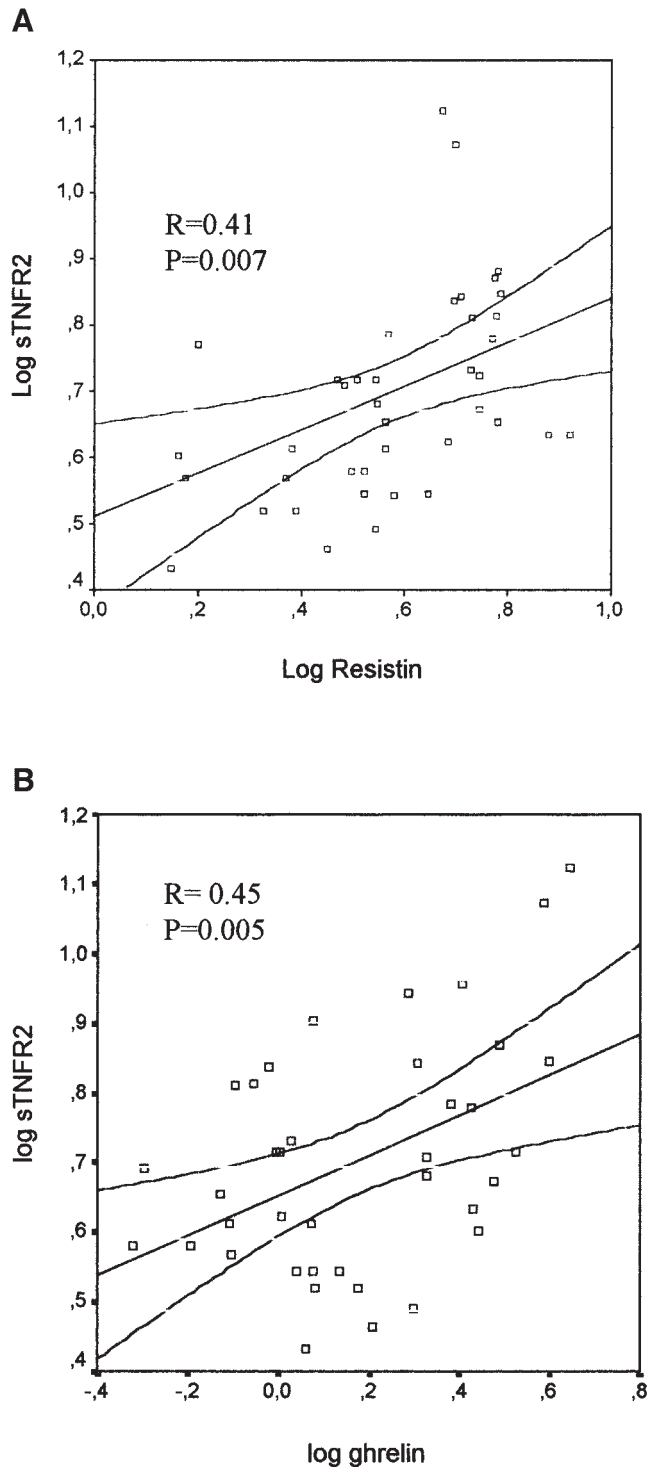 A
1,2
1,1
1,0
,9
,8
,7
,6
,5
,4
Log sTNFR2
R=0.41
P=0.007
0,0 ,2 ,4 ,6 ,8 1,0
Log Resistin
B
1,2
1,1
1,0
,9
,8
,7
,6
,5
,4
log sTNFR2
R= 0.45
P=0.005
-,4 -,2 0,0 ,2 ,4 ,6 ,8
log ghrelin